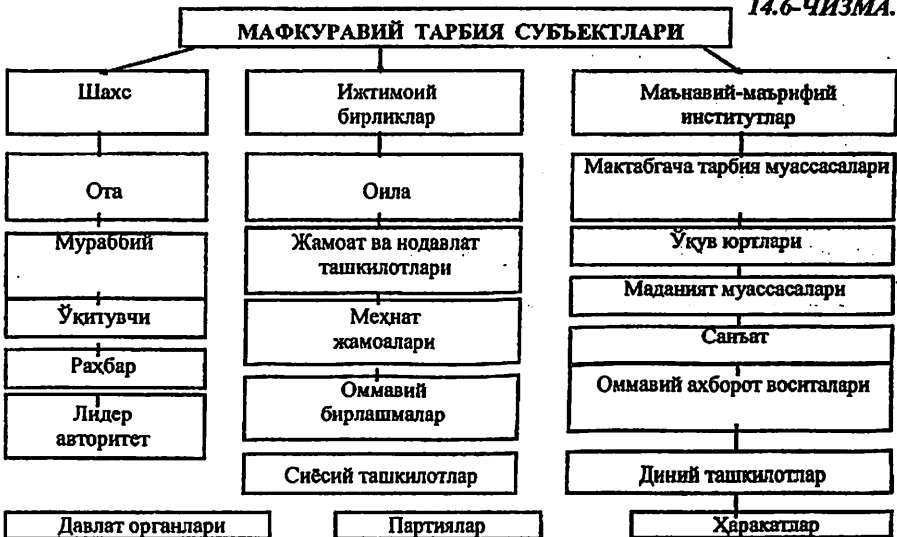 14.6-ЧИЗМА.
МАФКУРАВИЙ ТАРБИЯ СУБЪЕКТЛАРИ
Шахс
Ота
Мураббий
Ўқитувчи
Раҳбар
Лидер
авторитет
Ижтимоий
бирликлар
Оила
Жамоат ва нодавлат
ташкилотлари
Меҳнат
жамоалари
Оммавий
бирлашмалар
Сиёсий ташкилотлар
Маънавий-маърифий
институтлар
Мактабгача тарбия муассасалари
Ўқув юртлари
Маданият муассасалари
Санъат
Оммавий ахборот воситалари
Диний ташкилотлар
Давлат органлари
Партиялар
Ҳаракатлар